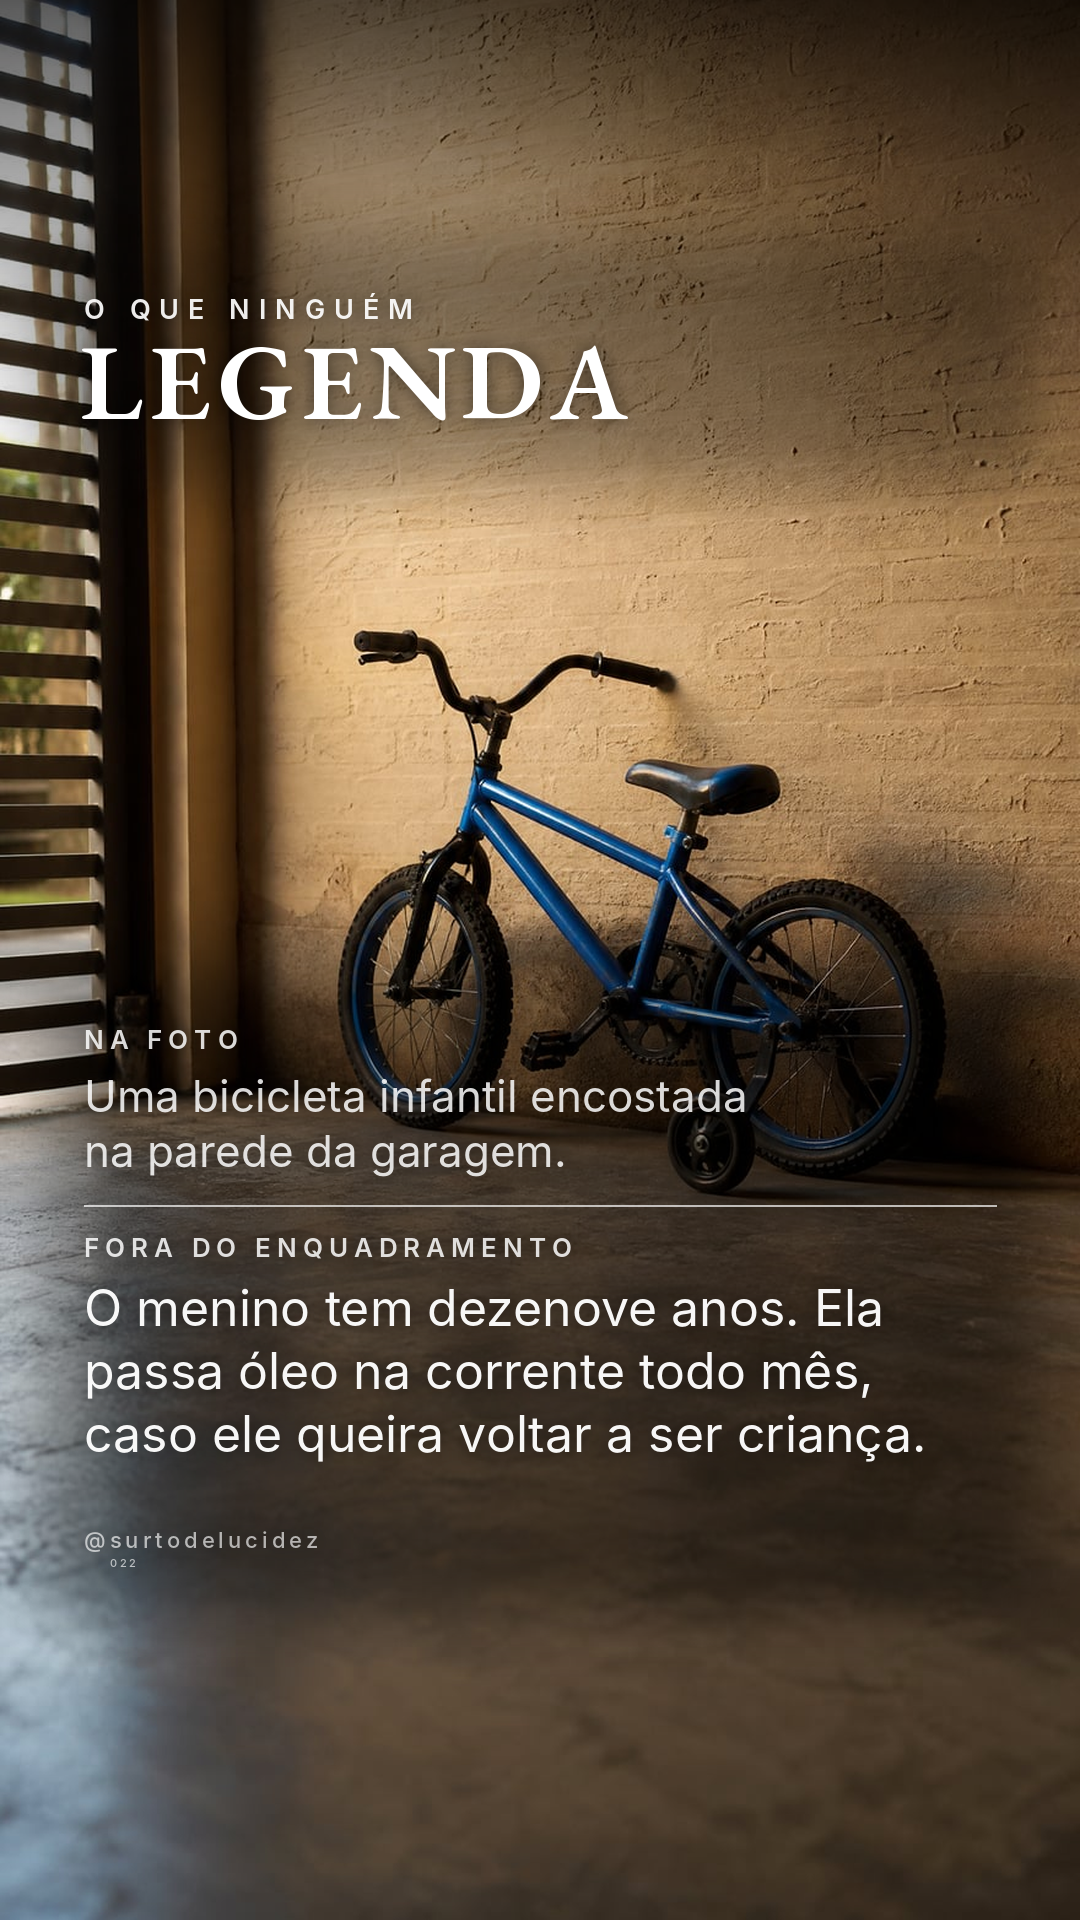 O QUE NINGUÉM
LEGENDA
NA FOTO
Uma bicicleta infantil encostada
na parede da garagem.
FORA DO ENQUADRAMENTO
O menino tem dezenove anos. Ela
passa óleo na corrente todo mês,
caso ele queira voltar a ser criança.
@surtodelucidez
022